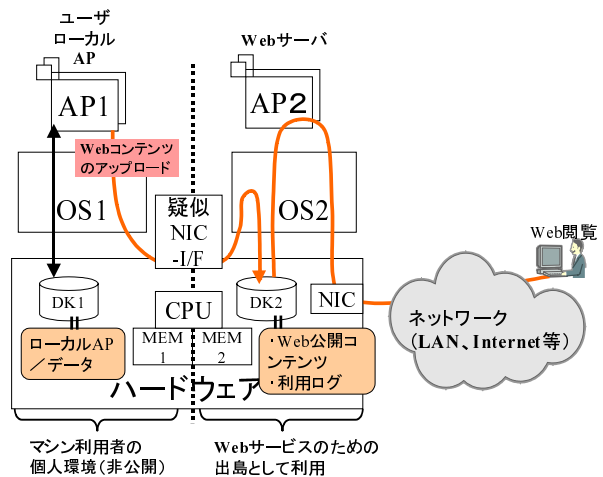 ユーザ
ローカル
AP
Webサーバ
AP1
AP2
Webコンテンツ
のアップロード
OS1
疑似
NIC
-I/F
OS2
Web閲覧
DK1
CPU
DK2
NIC
ネットワーク
（LAN、Internet等）
ローカルAP
／データ
MEM
1
MEM
2
・Web公開コ
ンテンツ
・利用ログ
ハードウェア
マシン利用者の
個人環境（非公開）
Webサービスのための
出島として利用